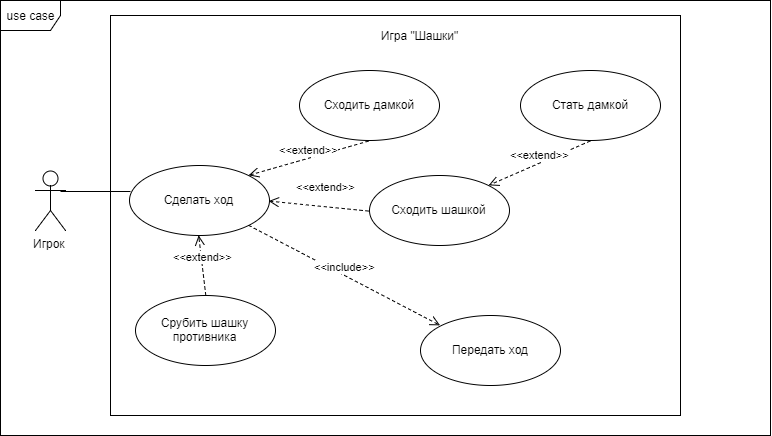 use case
Игра "Шашки"
Сходить дамкой
Стать дамкой
<<extend>>
<<extend>>
Сделать ход
<<extend>>
Сходить шашкой
Игрок
<<extend>>
<<include>>
Срубить шашку
противника
Передать ход